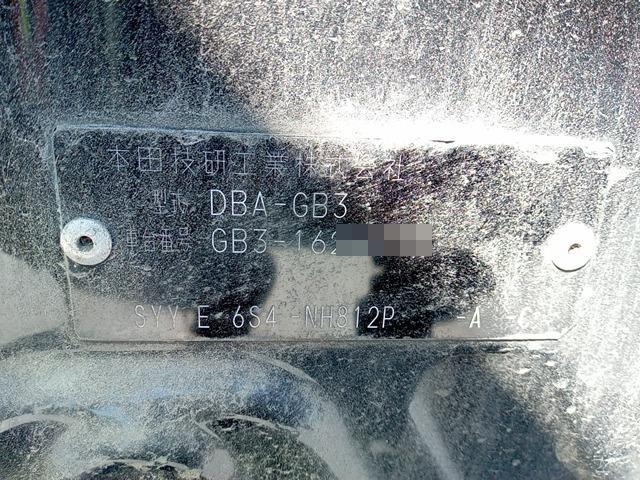 本田技研工業株式会社
型式 DBA-GB3
車台番号 GB3-162
SYY E 6S4 -NH812P -A C